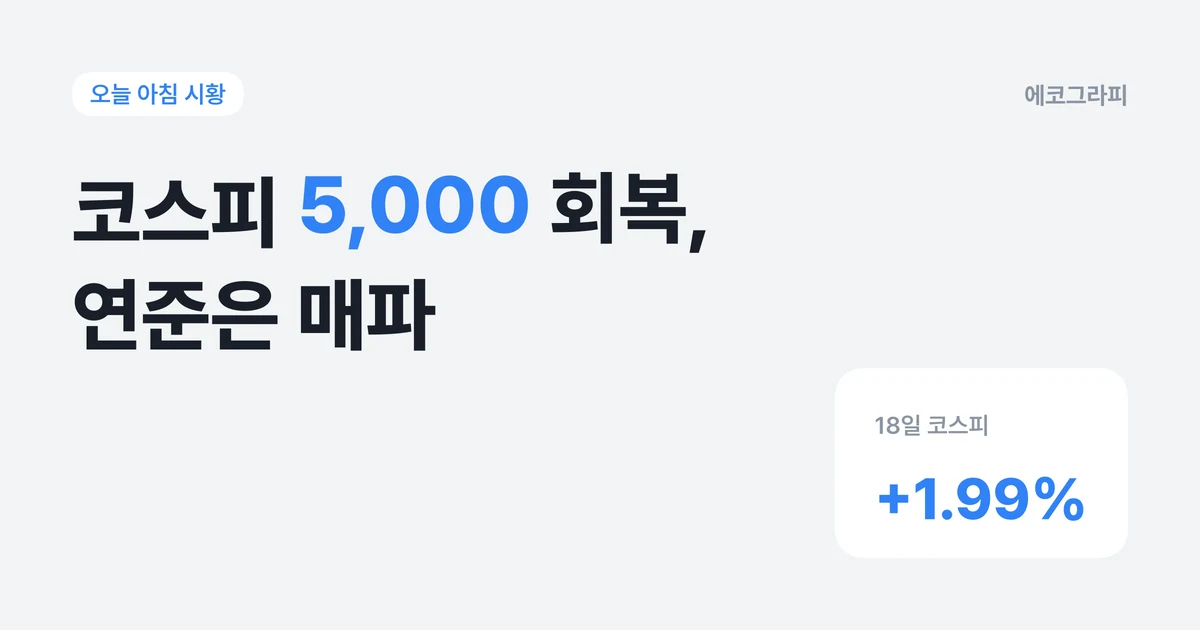 오늘 아침 시황
에코그라피
코스피 5,000 회복,
연준은 매파
18일 코스피
+1.99%